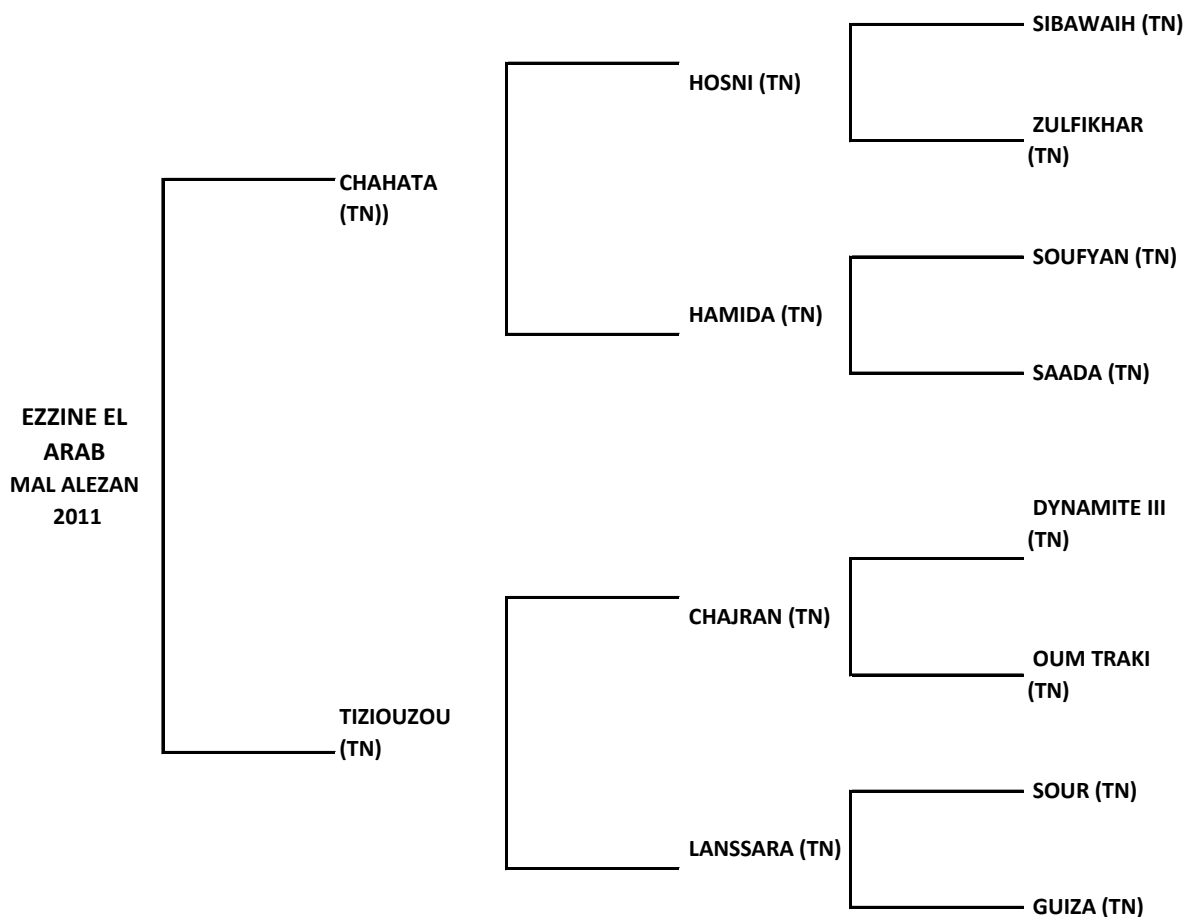 SIBAWAIH (TN)
HOSNI (TN)
ZULFIKHAR
(TN)
CHAHATA
(TN))
SOUFYAN (TN)
HAMIDA (TN)
SAADA (TN)
EZZINE EL
ARAB
MAL ALEZAN
2011
DYNAMITE III
(TN)
CHAJRAN (TN)
OUM TRAKI
(TN)
TIZIOUZOU
(TN)
SOUR (TN)
LANSSARA (TN)
GUIZA (TN)